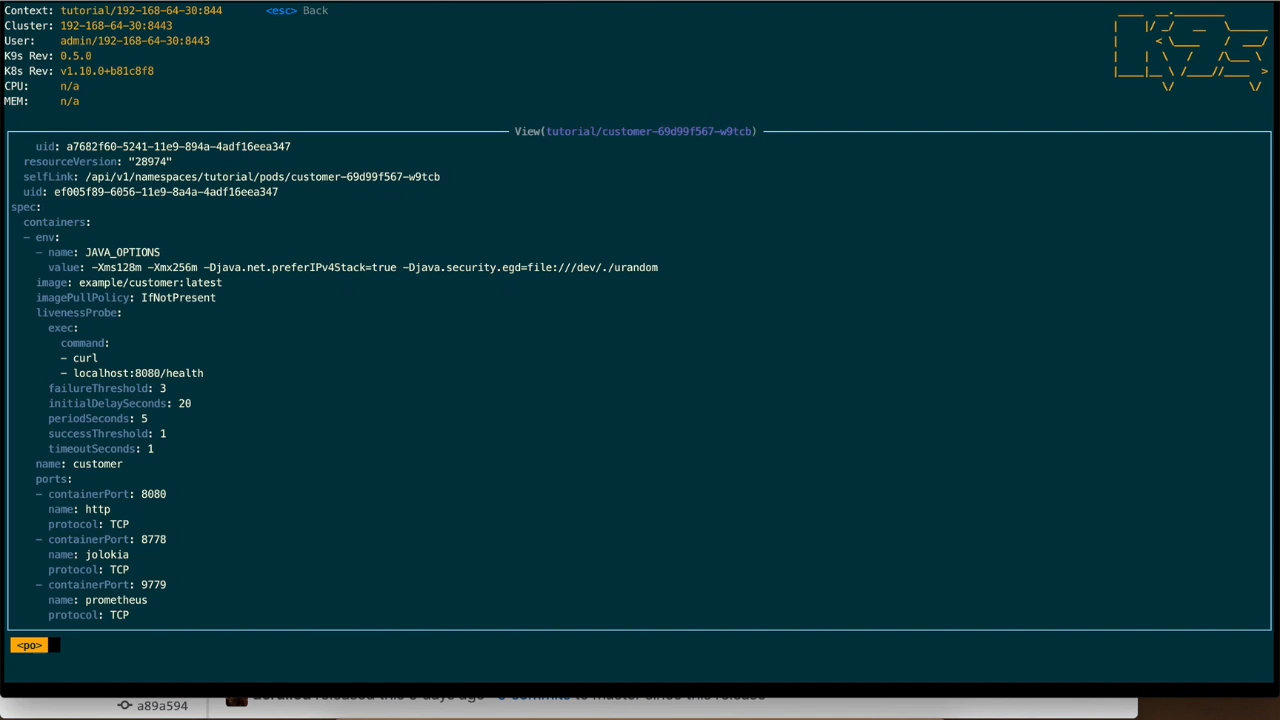 Context: tutorial/192-168-64-30:844 <esc> Back
Cluster: 192-168-64-30:8443
User: admin/192-168-64-30:8443
K9s Rev: 0.5.0
K8s Rev: v1.10.0+b81c8f8
CPU: n/a
MEM: n/a
View(tutorial/customer-69d99f567-w9tcb)
uid: a7682f60-5241-11e9-894a-4adf16eea347
resourceVersion: "28974"
selfLink: /api/v1/namespaces/tutorial/pods/customer-69d99f567-w9tcb
uid: ef005f89-6056-11e9-8a4a-4adf16eea347
spec:
containers:
- env:
- name: JAVA_OPTIONS
value: -Xms128m -Xmx256m -Djava.net.preferIPv4Stack=true -Djava.security.egd=file:///dev/./urandom
image: example/customer:latest
imagePullPolicy: IfNotPresent
livenessProbe:
exec:
command:
- curl
- localhost:8080/health
failureThreshold: 3
initialDelaySeconds: 20
periodSeconds: 5
successThreshold: 1
timeoutSeconds: 1
name: customer
ports:
- containerPort: 8080
name: http
protocol: TCP
- containerPort: 8778
name: jolokia
protocol: TCP
- containerPort: 9779
name: prometheus
protocol: TCP
<po>
a89a594